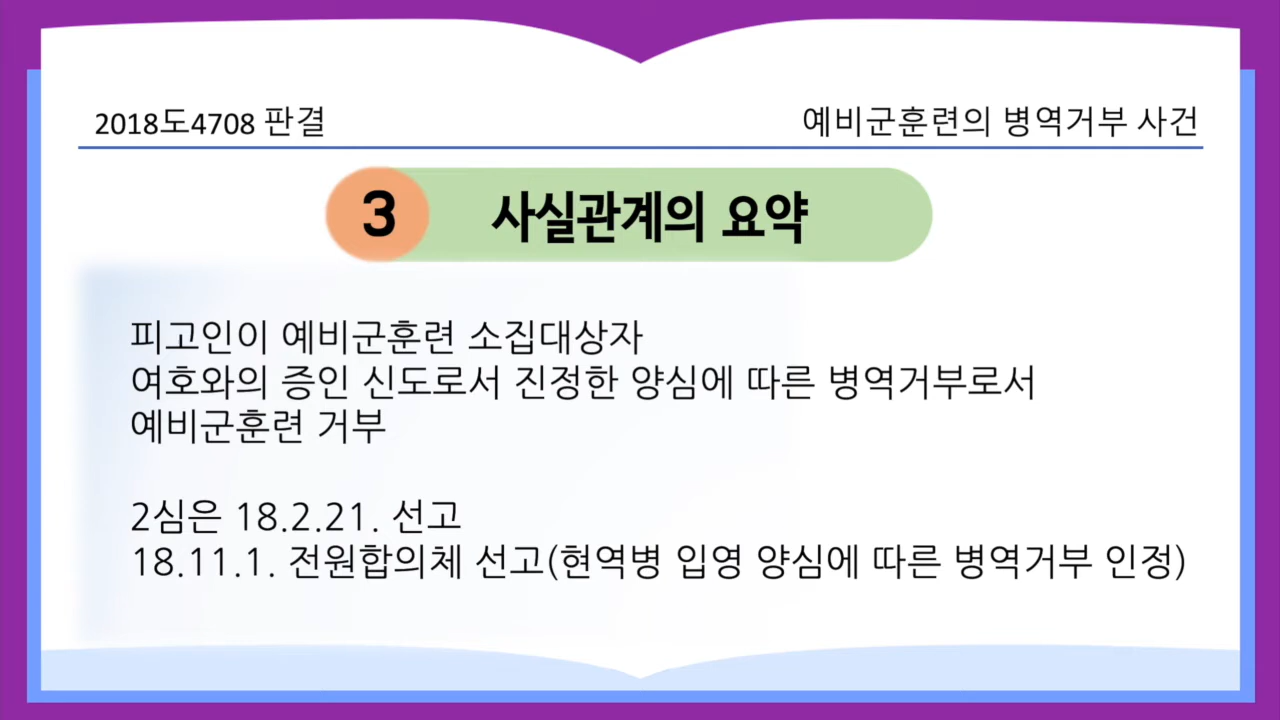 2018도4708 판결
예비군훈련의 병역거부 사건
3 사실관계의 요약
피고인이 예비군훈련 소집대상자
여호와의 증인 신도로서 진정한 양심에 따른 병역거부로서
예비군훈련 거부
2심은 18.2.21. 선고
18.11.1. 전원합의체 선고(현역병 입영 양심에 따른 병역거부 인정)